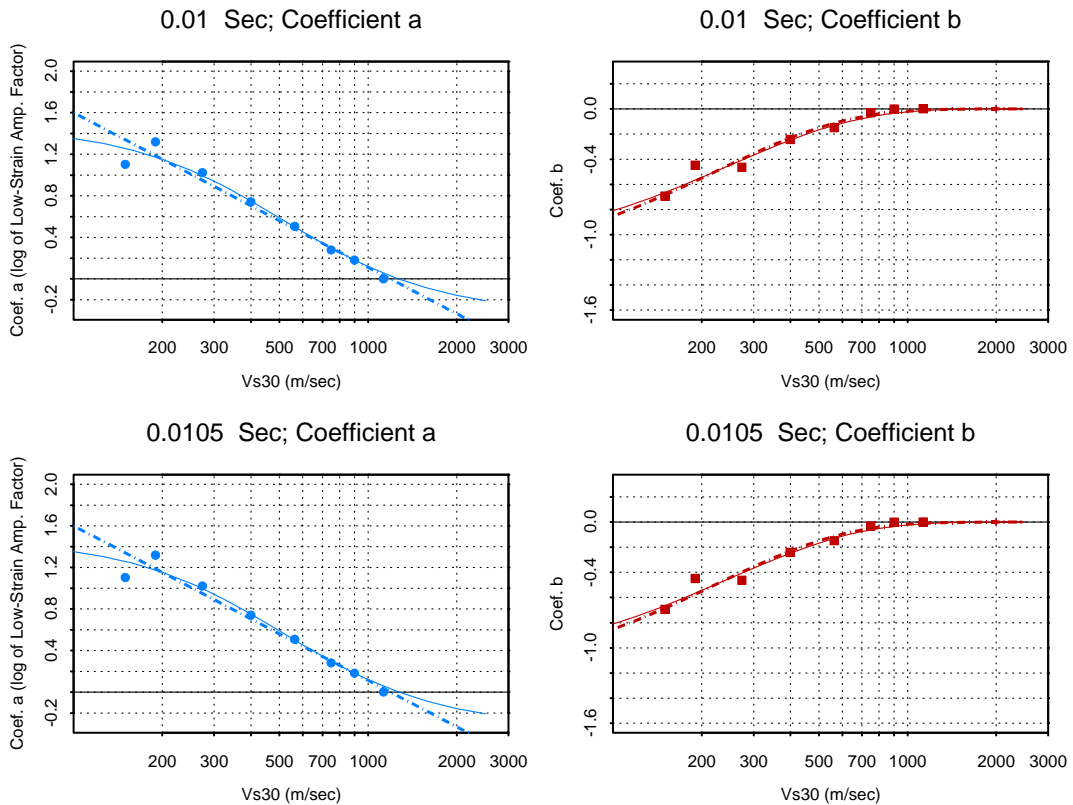 0.01 Sec; Coefficient a
Coef. a (log of Low-Strain Amp. Factor)
2.0
1.6
1.2
0.8
0.4
-0.2
200 300 500 700 1000 2000 3000
Vs30 (m/sec)
0.01 Sec; Coefficient b
Coef. b
0.0
-0.4
-1.0
-1.6
200 300 500 700 1000 2000 3000
Vs30 (m/sec)
0.0105 Sec; Coefficient a
Coef. a (log of Low-Strain Amp. Factor)
2.0
1.6
1.2
0.8
0.4
-0.2
200 300 500 700 1000 2000 3000
Vs30 (m/sec)
0.0105 Sec; Coefficient b
Coef. b
0.0
-0.4
-1.0
-1.6
200 300 500 700 1000 2000 3000
Vs30 (m/sec)